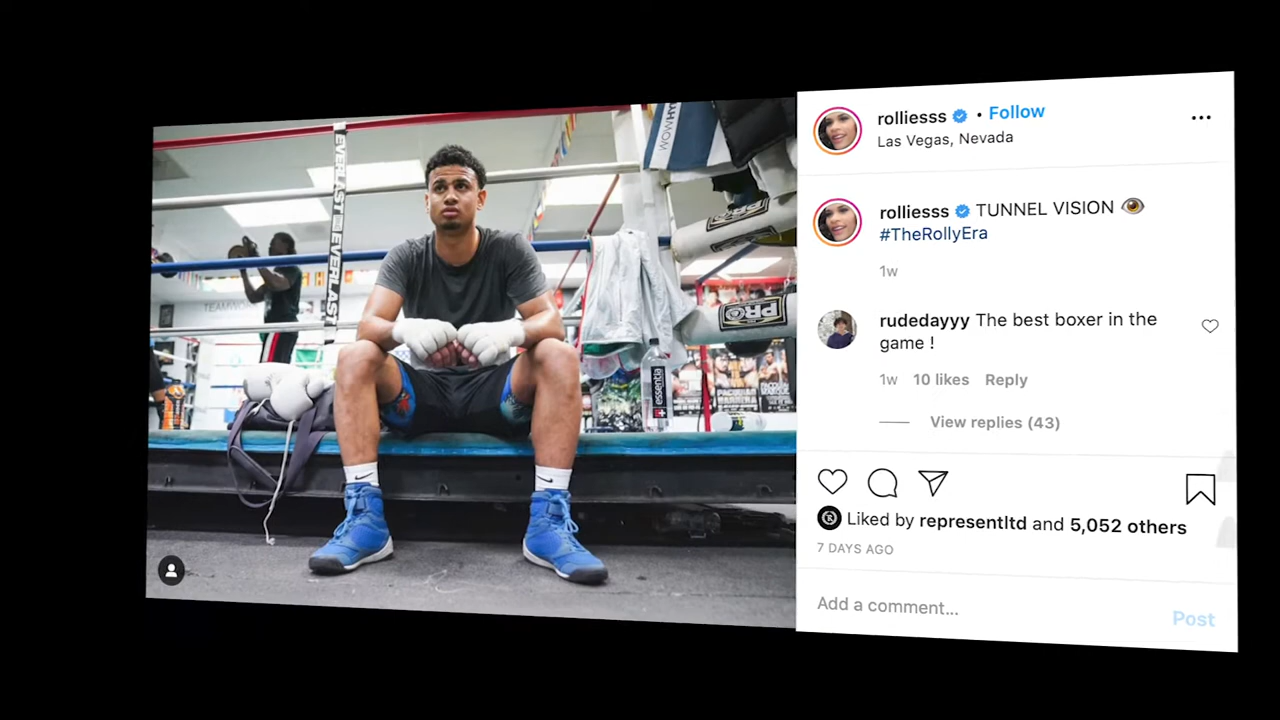 rolliesss • Follow
Las Vegas, Nevada
rolliesss TUNNEL VISION 👁
#TheRollyEra
1w
rudedayyy The best boxer in the
game !
1w 10 likes Reply
View replies (43)
Liked by representltd and 5,052 others
7 DAYS AGO
Add a comment...
Post
EVERLAST EVERLAST
TEAMWORK
PRO
PRO
essentia
PACQUIAO